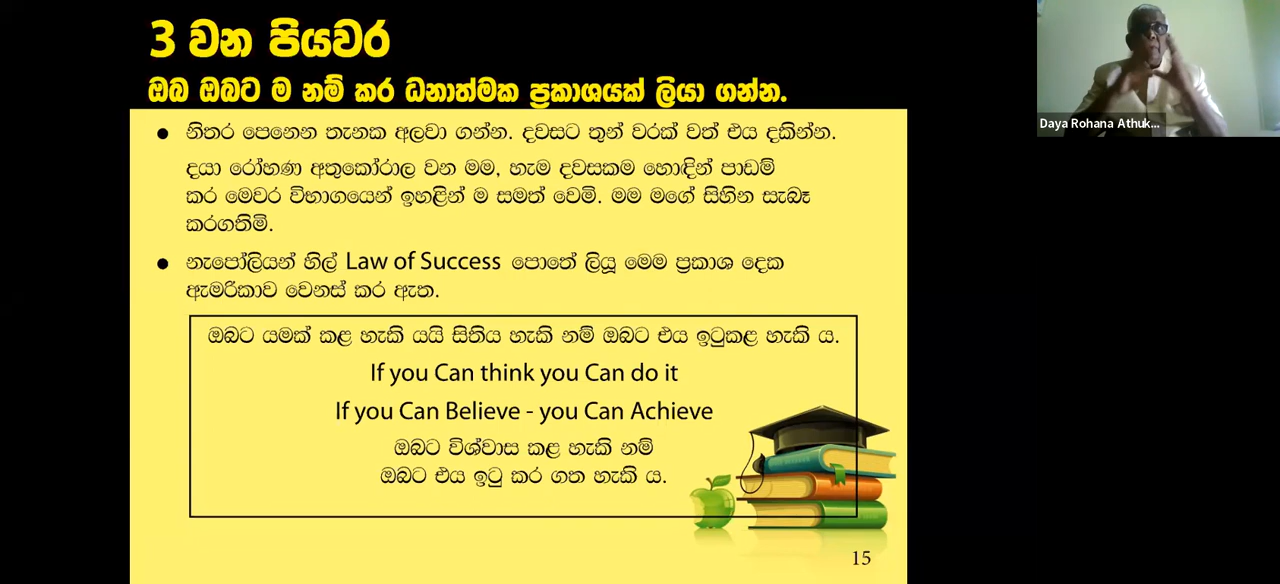 3 වන පියවර
ඔබ ඔබට ම නම් කර ධනාත්මක ප්‍රකාශයක් ලියා ගන්න.
● නිතර පෙනෙන තැනක අලවා ගන්න. දවසට තුන් වරක් වත් එය දකින්න.
දයා රෝහණ අතුකෝරාල වන මම, හැම දවසකම හොඳින් පාඩම්
කර මෙවර විභාගයෙන් ඉහළින් ම සමත් වෙමි. මම මගේ සිහින සැබෑ
කරගතිමි.
● නැපෝලියන් හිල් Law of Success පොතේ ලියූ මෙම ප්‍රකාශ දෙක
ඇමරිකාව වෙනස් කර ඇත.
ඔබට යමක් කළ හැකි යයි සිතිය හැකි නම් ඔබට එය ඉටුකළ හැකි ය.
If you Can think you Can do it
If you Can Believe - you Can Achieve
ඔබට විශ්වාස කළ හැකි නම්
ඔබට එය ඉටු කර ගත හැකි ය.
15
Daya Rohana Athuk...